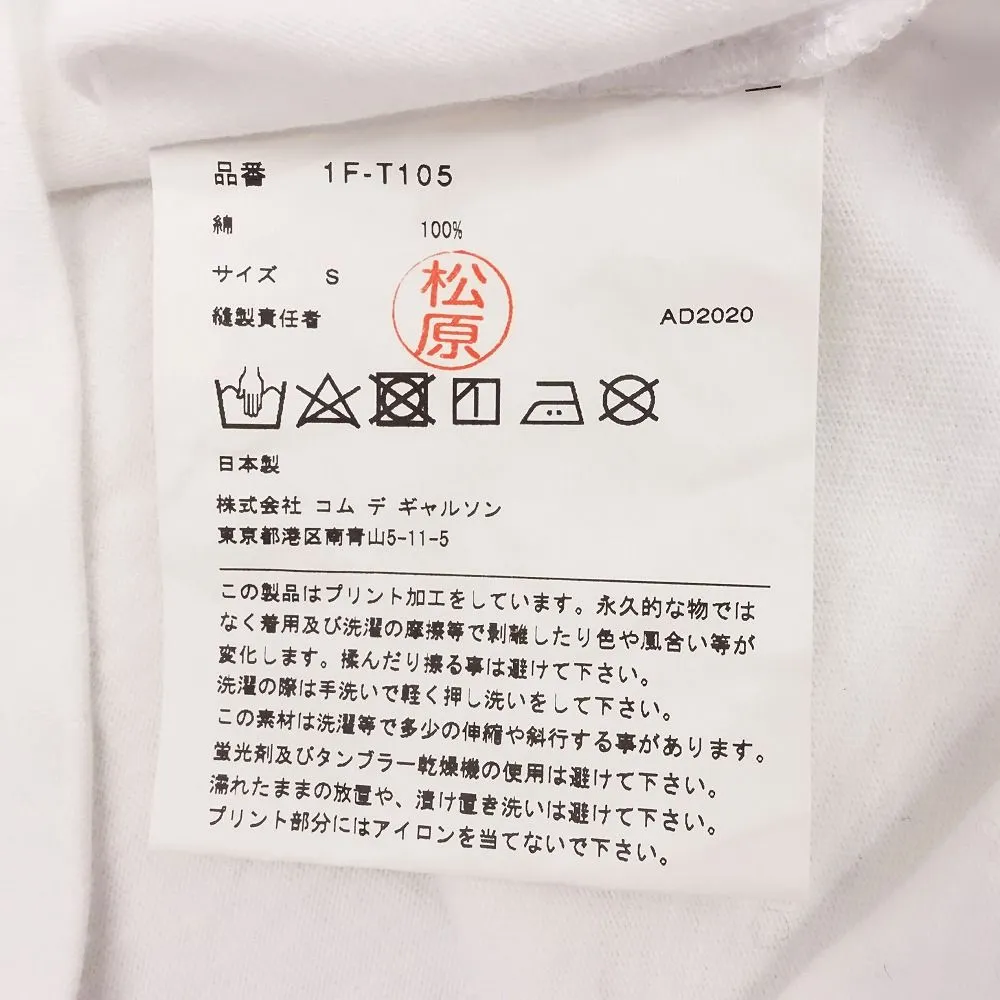 品番 1F-T105
綿 100%
サイズ S
縫製責任者 松原 AD2020
日本製
株式会社 コム デ ギャルソン
東京都港区南青山5-11-5
この製品はプリント加工をしています。永久的な物では
なく着用及び洗濯の摩擦等で剥離したり色や風合い等が
変化します。揉んだり擦る事は避けて下さい。
洗濯の際は手洗いで軽く押し洗いをして下さい。
この素材は洗濯等で多少の伸縮や斜行する事があります。
蛍光剤及びタンブラー乾燥機の使用は避けて下さい。
濡れたままの放置や、漬け置き洗いは避けて下さい。
プリント部分にはアイロンを当てないで下さい。